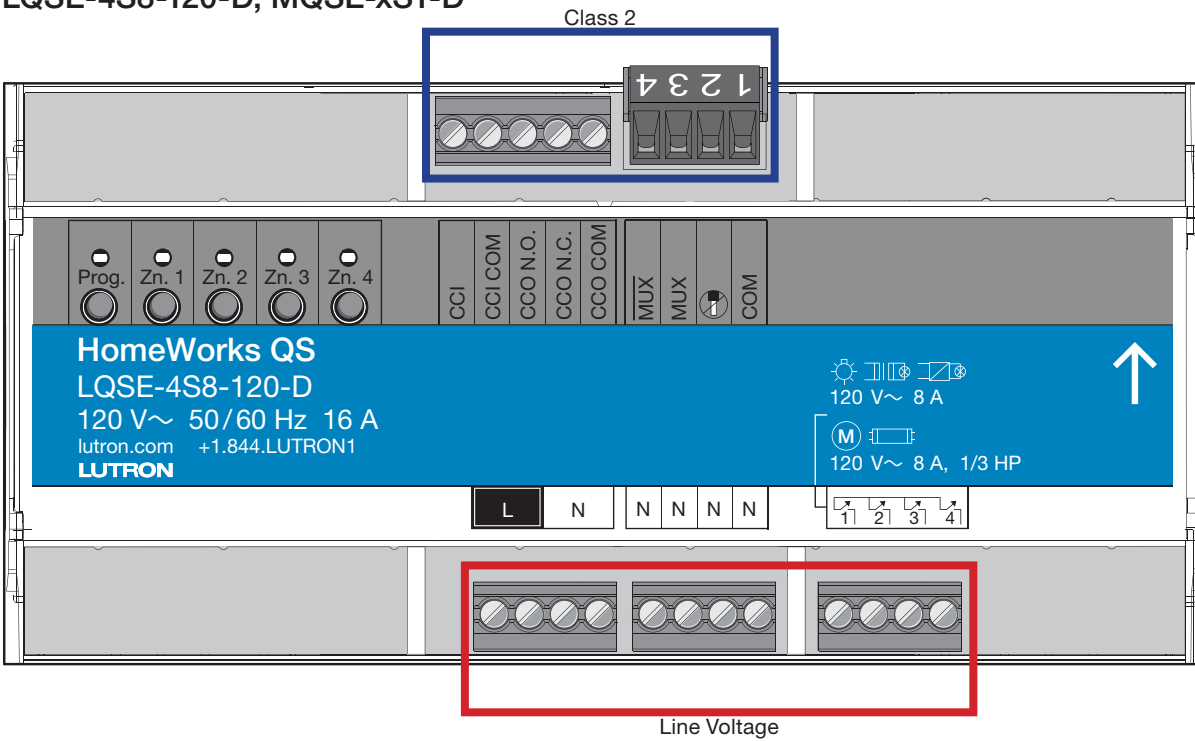 LQSE-4S8-120-D, MQSE-xS1-D
Class 2
4 3 2 1
Prog. Zn. 1 Zn. 2 Zn. 3 Zn. 4
CCI
CCI COM
CCO N.O.
CCO N.C.
CCO COM
MUX
MUX
COM
HomeWorks QS
LQSE-4S8-120-D
120 V~ 50/60 Hz 16 A
lutron.com +1.844.LUTRON1
LUTRON
120 V~ 8 A
M
120 V~ 8 A, 1/3 HP
L N N N N N
1 2 3 4
Line Voltage